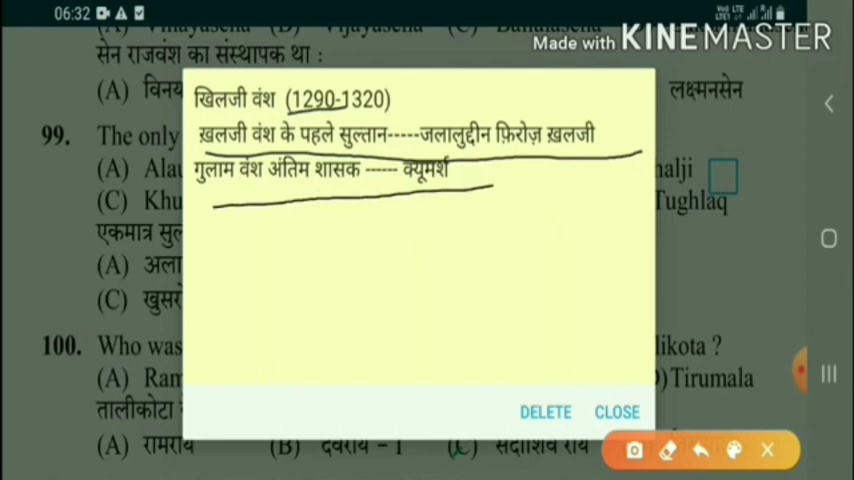 06:32
Made with KINEMASTER
सेन राजवंश का संस्थापक था :
(A) विनय
लक्ष्मनसेन
खिलजी वंश (1290-1320)
ख़लजी वंश के पहले सुल्तान-----जलालुद्दीन फ़िरोज़ ख़लजी
गुलाम वंश अंतिम शासक ------ क्यूमर्श
99. The only
(A) Alau
halji
(C) Khu
Tughlaq
एकमात्र सुल
(A) अला
(C) खुसरो
100. Who was
likota ?
(A) Ram
) Tirumala
तालीकोटा
(A) रामराय (B) देवराय - I (C) सदाशिव राय
DELETE CLOSE